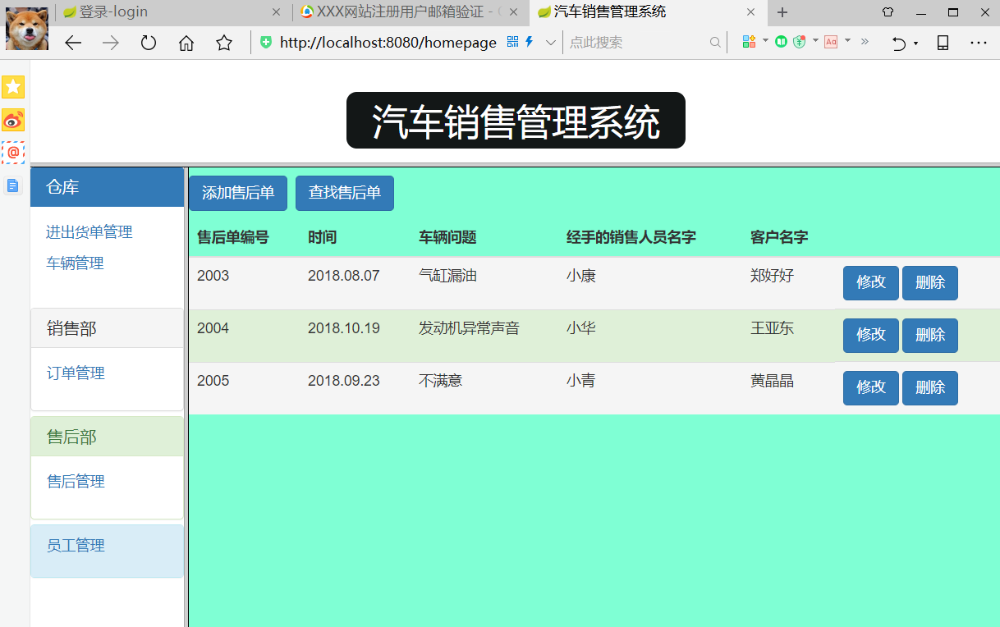 登录-login
XXX网站注册用户邮箱验证 -
汽车销售管理系统
http://localhost:8080/homepage
点此搜索
Aa
@
汽车销售管理系统
仓库
进出货单管理
车辆管理
销售部
订单管理
售后部
售后管理
员工管理
添加售后单 查找售后单
售后单编号 时间 车辆问题 经手的销售人员名字 客户名字
2003 2018.08.07 气缸漏油 小康 郑好好 修改 删除
2004 2018.10.19 发动机异常声音 小华 王亚东 修改 删除
2005 2018.09.23 不满意 小青 黄晶晶 修改 删除